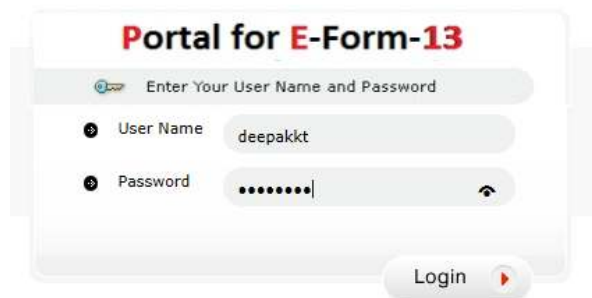 Portal for E-Form-13
Enter Your User Name and Password
User Name deepakkt
Password ••••••••
Login